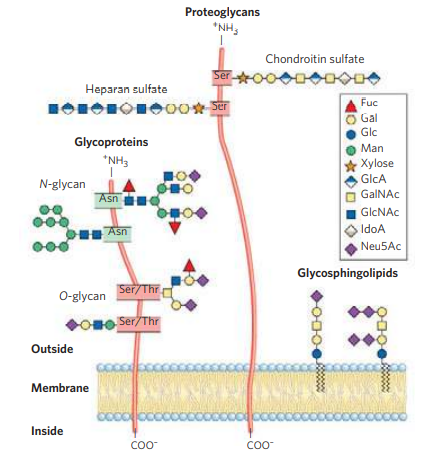 Proteoglycans
⁺NH₃
Chondroitin sulfate
Ser
Heparan sulfate
Ser
Fuc
Gal
Glc
Man
Xylose
GlcA
GalNAc
GlcNAc
IdoA
Neu5Ac
Glycoproteins
⁺NH₃
N-glycan
Asn
Asn
Glycosphingolipids
O-glycan
Ser/Thr
Ser/Thr
Outside
Membrane
Inside
COO⁻
COO⁻